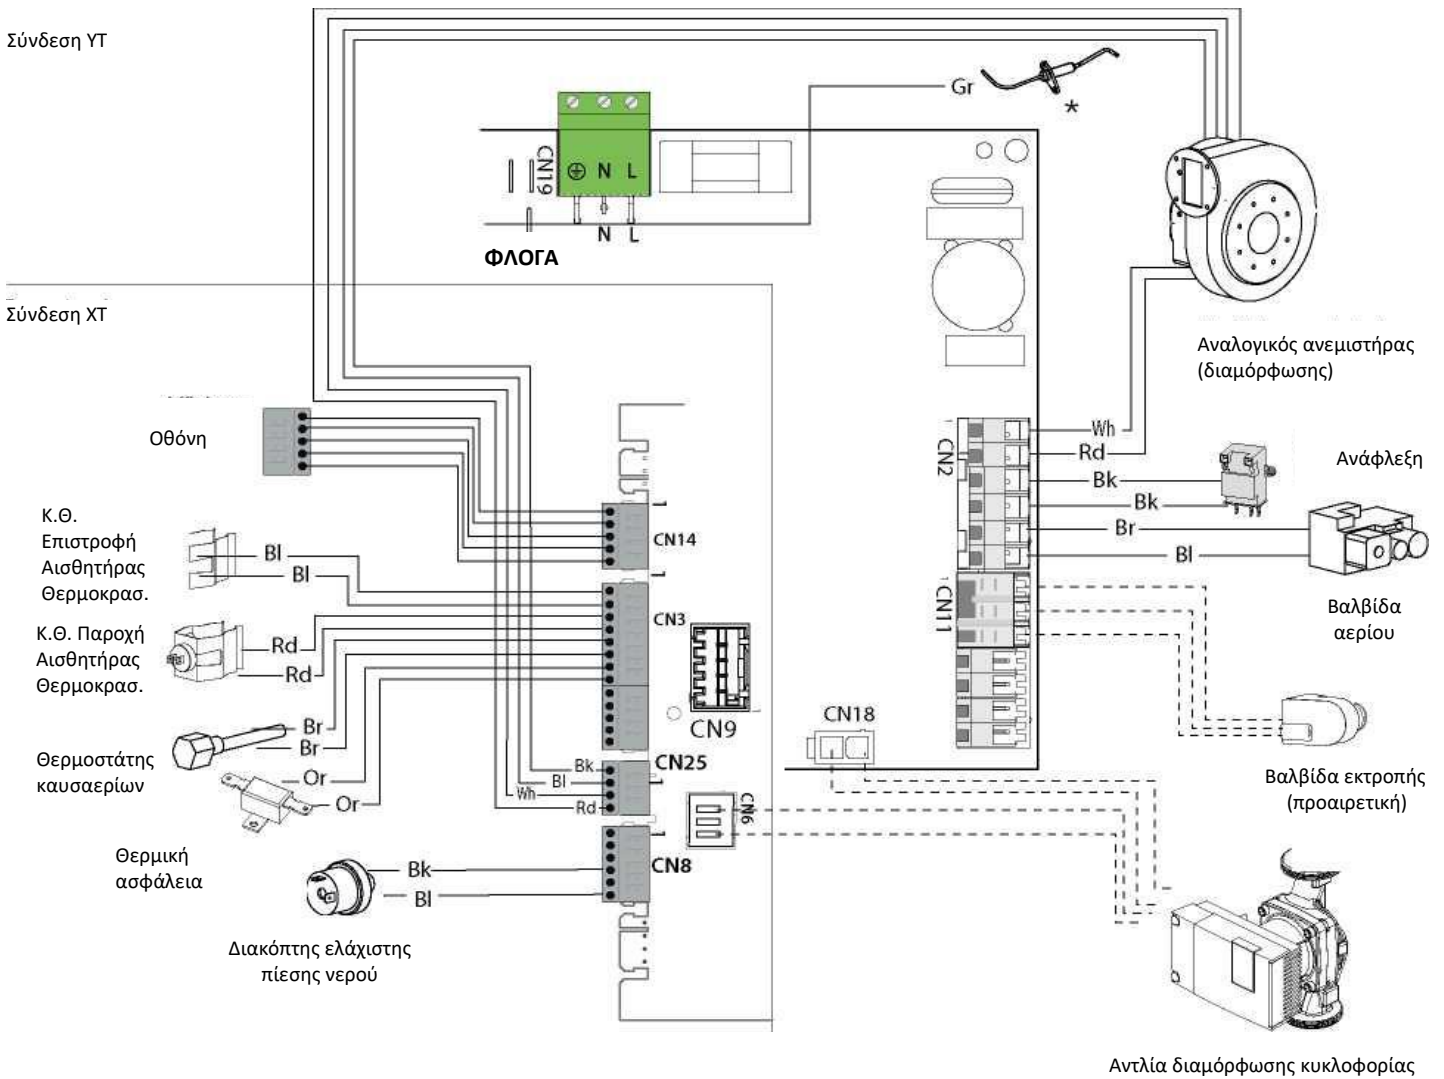 Σύνδεση ΥΤ
Gr
*
CN19
N L
N L
ΦΛΟΓΑ
Σύνδεση ΧΤ
Αναλογικός ανεμιστήρας
(διαμόρφωσης)
Οθόνη
CN2
Wh
Rd
Bk
Bk
Br
Bl
Ανάφλεξη
Κ.Θ.
Επιστροφή
Αισθητήρας
Θερμοκρασ.
Bl
Bl
CN14
CN3
CN11
Βαλβίδα
αερίου
Κ.Θ. Παροχή
Αισθητήρας
Θερμοκρασ.
Rd
Rd
CN9
CN18
Br
Br
Θερμοστάτης
καυσαερίων
Or
Or
Bk
Bl
Wh
Rd
CN25
CN6
Βαλβίδα εκτροπής
(προαιρετική)
Θερμική
ασφάλεια
CN8
Bk
Bl
Διακόπτης ελάχιστης
πίεσης νερού
Αντλία διαμόρφωσης κυκλοφορίας